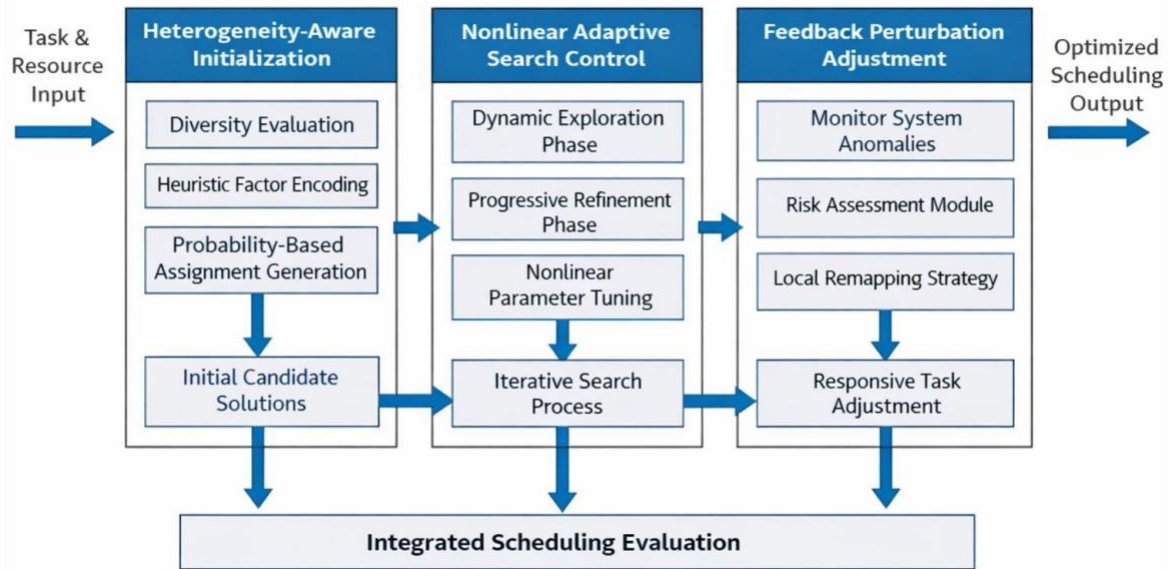 Task &
Resource
Input
Heterogeneity-Aware
Initialization
Diversity Evaluation
Heuristic Factor Encoding
Probability-Based
Assignment Generation
Initial Candidate
Solutions
Nonlinear Adaptive
Search Control
Dynamic Exploration
Phase
Progressive Refinement
Phase
Nonlinear
Parameter Tuning
Iterative Search
Process
Feedback Perturbation
Adjustment
Monitor System
Anomalies
Risk Assessment Module
Local Remapping Strategy
Responsive Task
Adjustment
Optimized
Scheduling
Output
Integrated Scheduling Evaluation